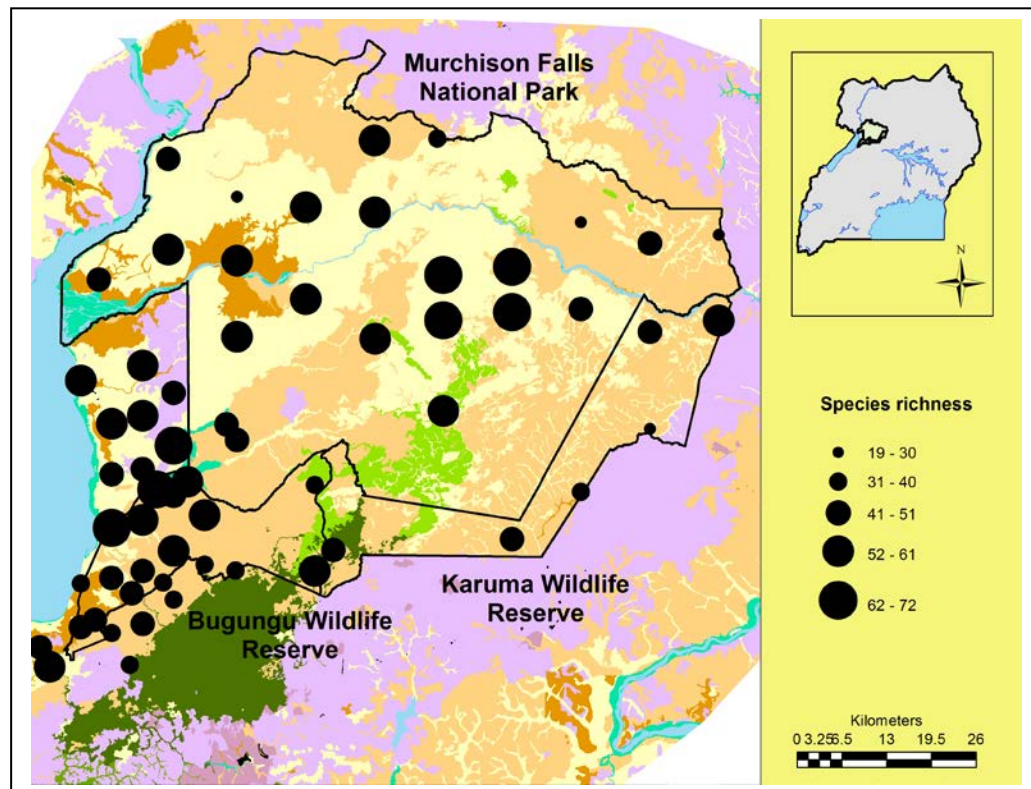 Murchison Falls
National Park
Karuma Wildlife
Reserve
Bugungu Wildlife
Reserve
N
Species richness
19 - 30
31 - 40
41 - 51
52 - 61
62 - 72
Kilometers
0 3.25 6.5 13 19.5 26